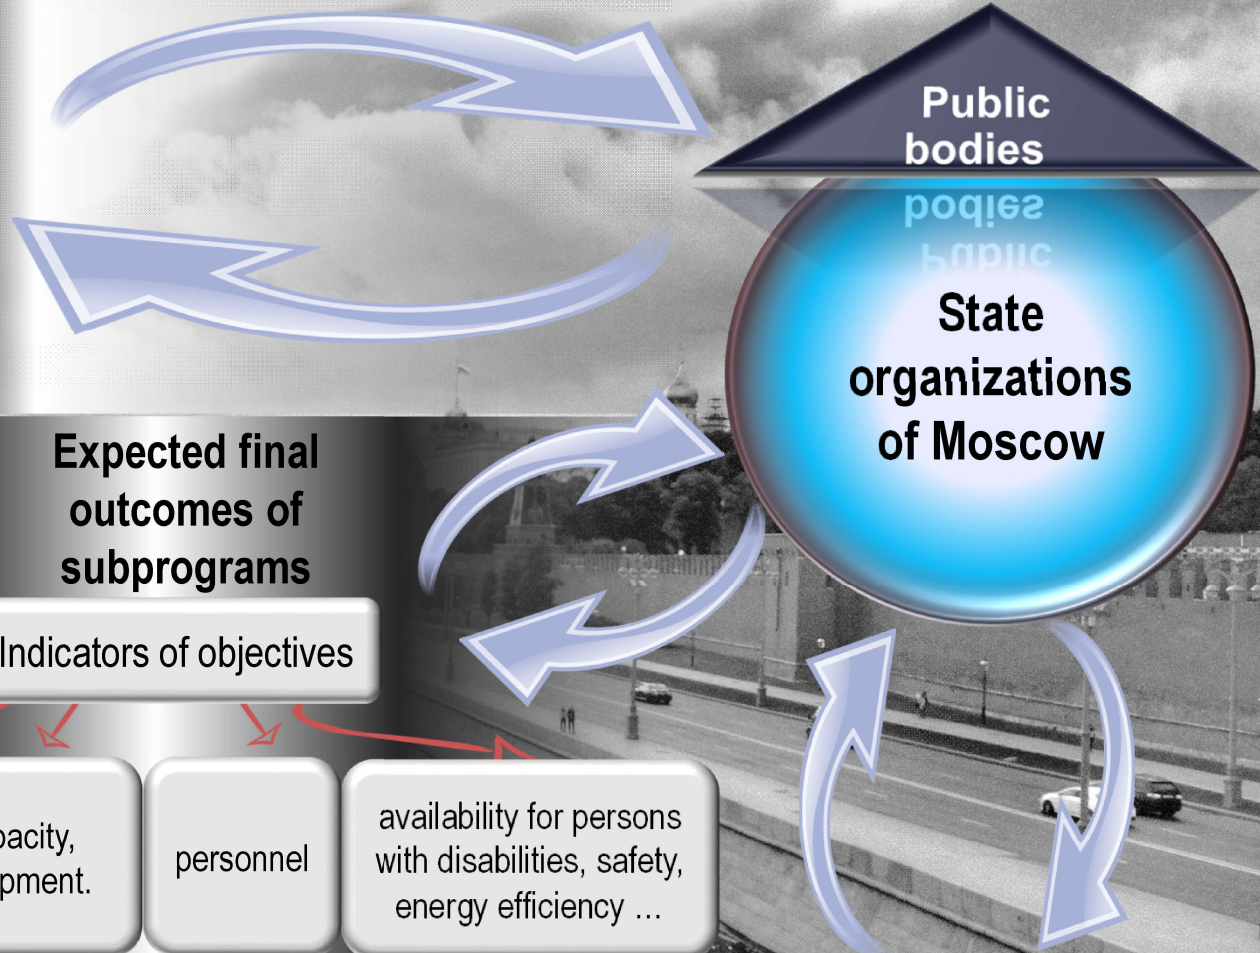 Public
bodies
State
organizations
of Moscow
Expected final
outcomes of
subprograms
Indicators of objectives
personnel
availability for persons
with disabilities, safety,
energy efficiency ...